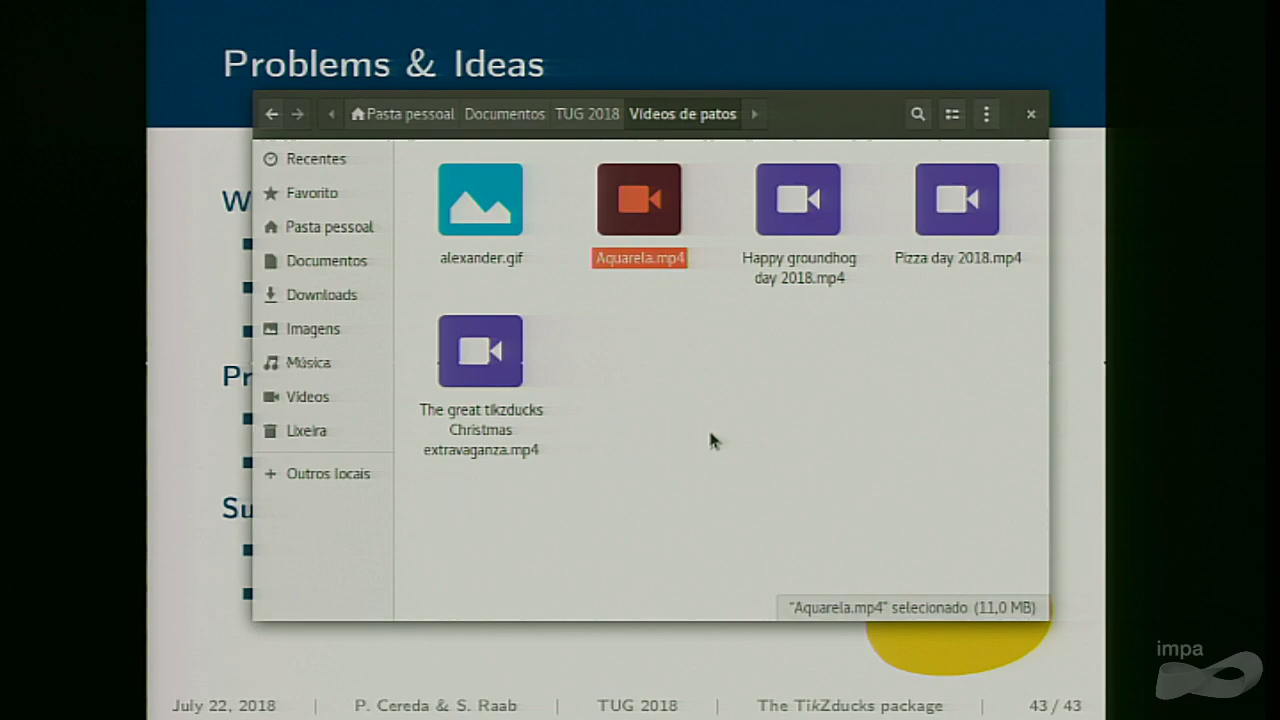 Problems & Ideas
Pasta pessoal Documentos TUG 2018 Vídeos de patos
Recentes
Favorito
Pasta pessoal
Documentos
Downloads
Imagens
Música
Vídeos
Lixeira
+ Outros locais
alexander.gif
Aquarela.mp4
Happy groundhog
day 2018.mp4
Pizza day 2018.mp4
The great tikzducks
Christmas
extravaganza.mp4
"Aquarela.mp4" selecionado (11,0 MB)
W
Pr
Su
July 22, 2018 | P. Cereda & S. Raab | TUG 2018 | The TikZducks package | 43 / 43
impa